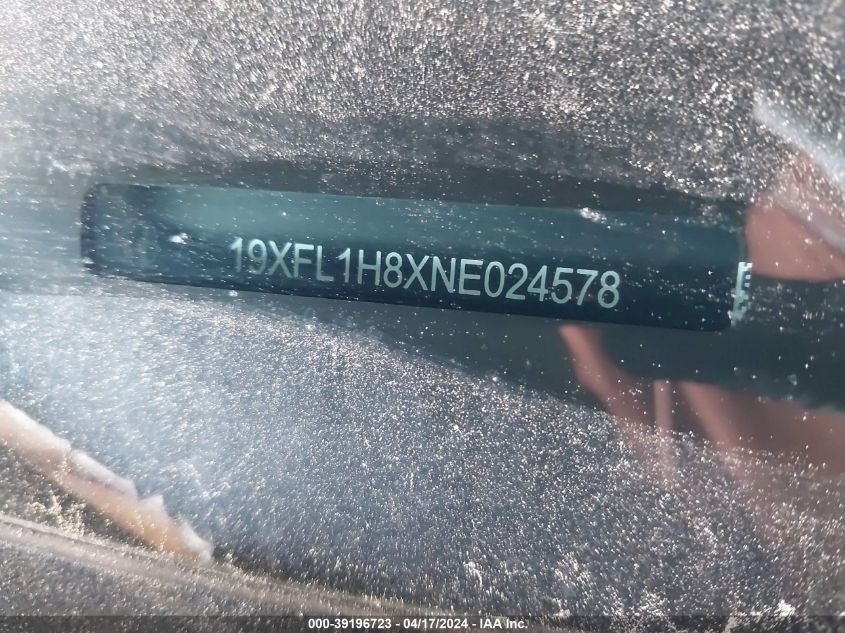 19XFL1H8XNE024578
000-39196723 - 04/17/2024 - IAA Inc.